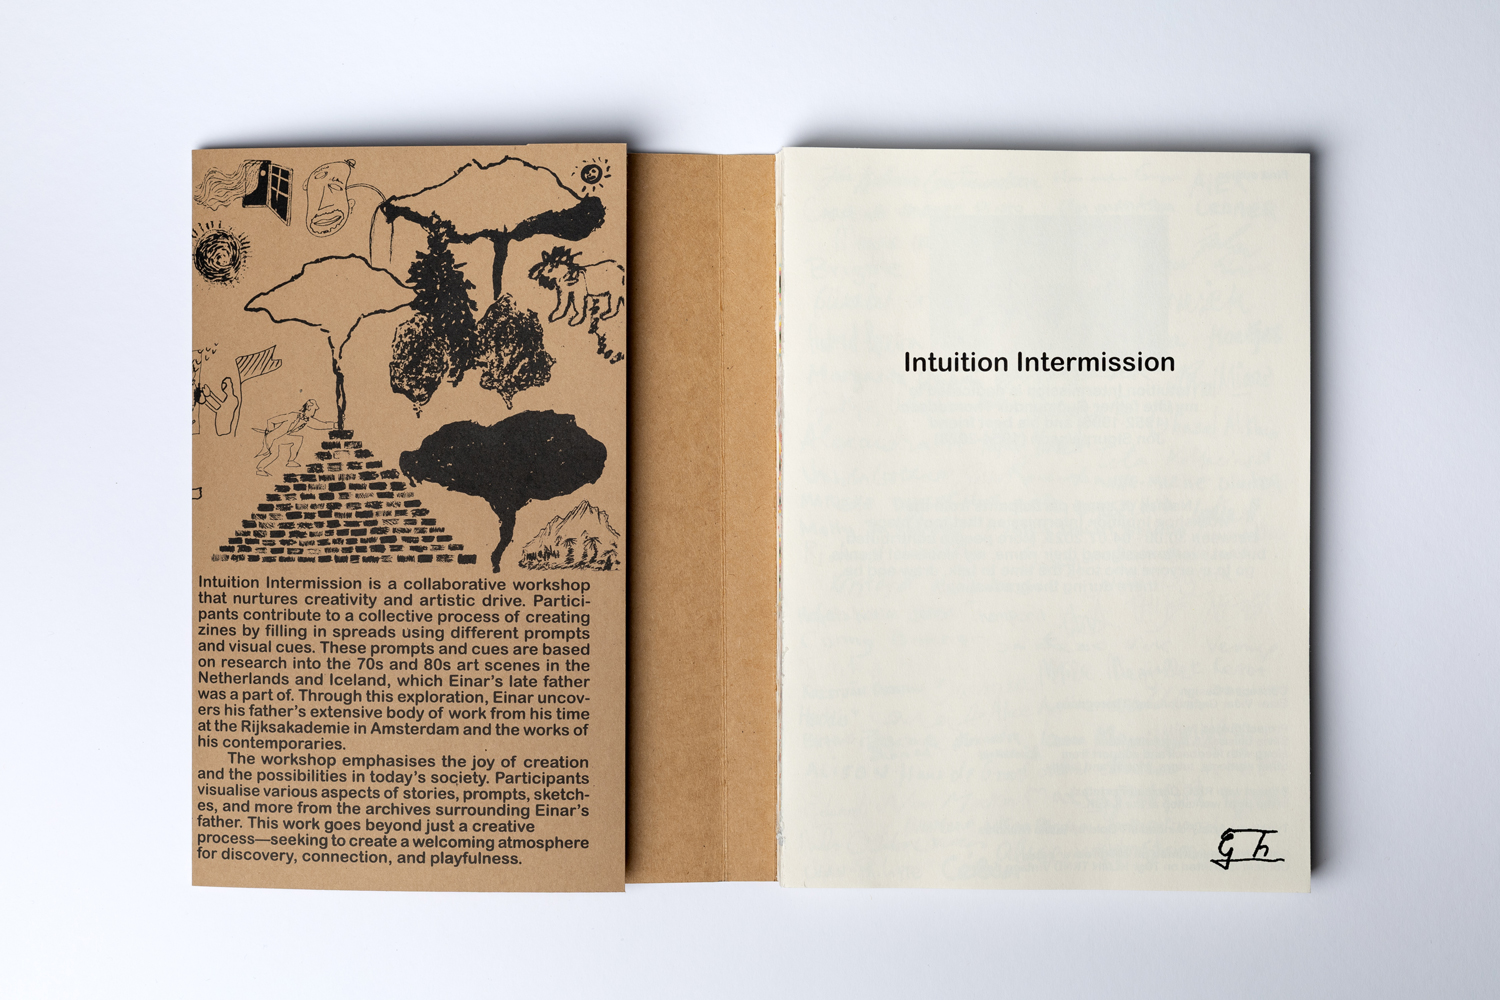 Intuition Intermission is a collaborative workshop
that nurtures creativity and artistic drive. Partici-
pants contribute to a collective process of creating
zines by filling in spreads using different prompts
and visual cues. These prompts and cues are based
on research into the 70s and 80s art scenes in the
Netherlands and Iceland, which Einar’s late father
was a part of. Through this exploration, Einar uncov-
ers his father’s extensive body of work from his time
at the Rijksakademie in Amsterdam and the works of
his contemporaries.
The workshop emphasises the joy of creation
and the possibilities in today’s society. Participants
visualise various aspects of stories, prompts, sketch-
es, and more from the archives surrounding Einar’s
father. This work goes beyond just a creative
process—seeking to create a welcoming atmosphere
for discovery, connection, and playfulness.
Intuition Intermission